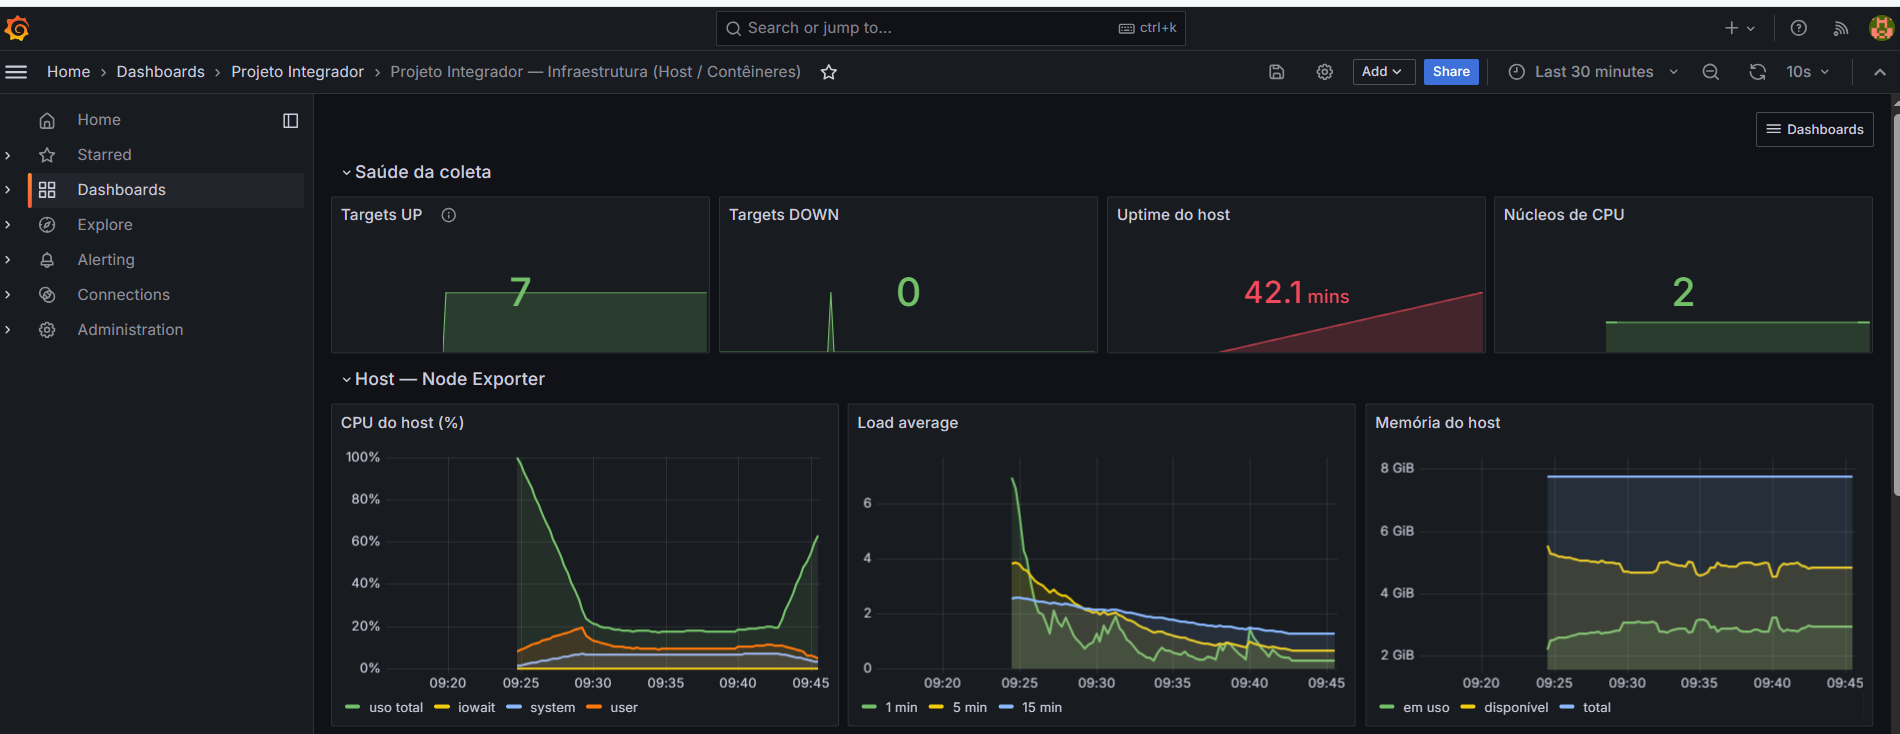 Search or jump to...
ctrl+k
Home › Dashboards › Projeto Integrador › Projeto Integrador — Infraestrutura (Host / Contêineres)
Add
Share
Last 30 minutes
10s
Home
Starred
Dashboards
Explore
Alerting
Connections
Administration
Dashboards
Saúde da coleta
Targets UP
7
Targets DOWN
0
Uptime do host
42.1 mins
Núcleos de CPU
2
Host — Node Exporter
CPU do host (%)
100%
80%
60%
40%
20%
0%
09:20 09:25 09:30 09:35 09:40 09:45
uso total iowait system user
Load average
6
4
2
0
09:20 09:25 09:30 09:35 09:40 09:45
1 min 5 min 15 min
Memória do host
8 GiB
6 GiB
4 GiB
2 GiB
09:20 09:25 09:30 09:35 09:40 09:45
em uso disponível total